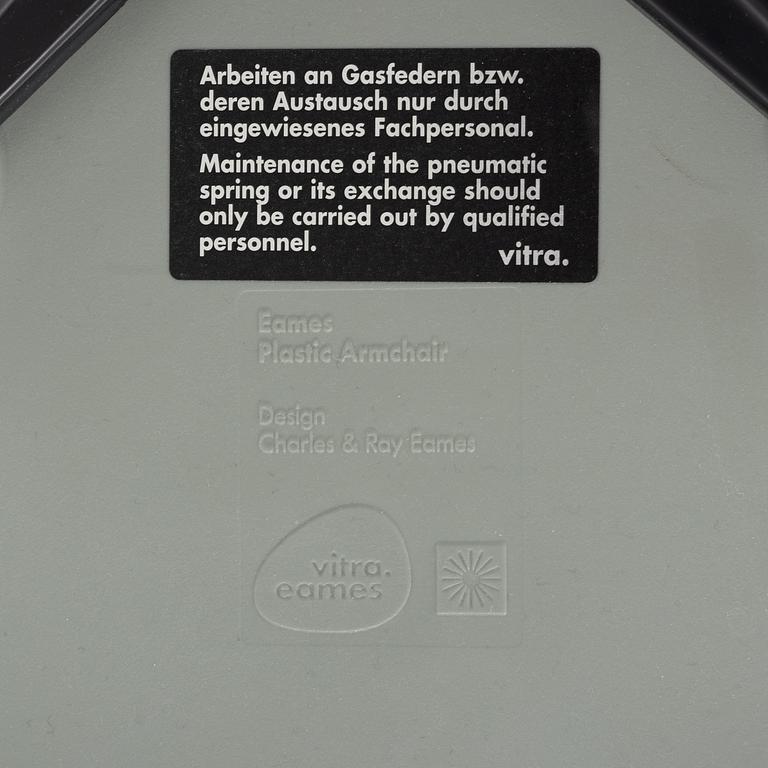 Arbeiten an Gasfedern bzw.
deren Austausch nur durch
eingewiesenes Fachpersonal.
Maintenance of the pneumatic
spring or its exchange should
only be carried out by qualified
personnel.
vitra.
Eames
Plastic Armchair
Design
Charles & Ray Eames
vitra.
eames